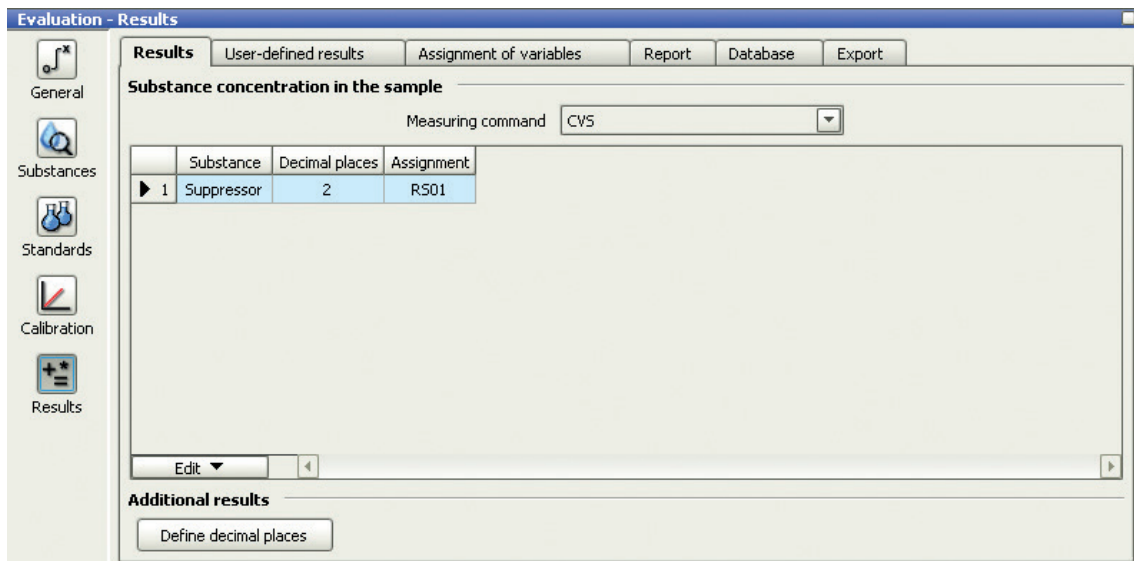 Evaluation - Results
General
Substances
Standards
Calibration
Results
Results User-defined results Assignment of variables Report Database Export
Substance concentration in the sample
Measuring command CVS
Substance Decimal places Assignment
1 Suppressor 2 RS01
Edit
Additional results
Define decimal places